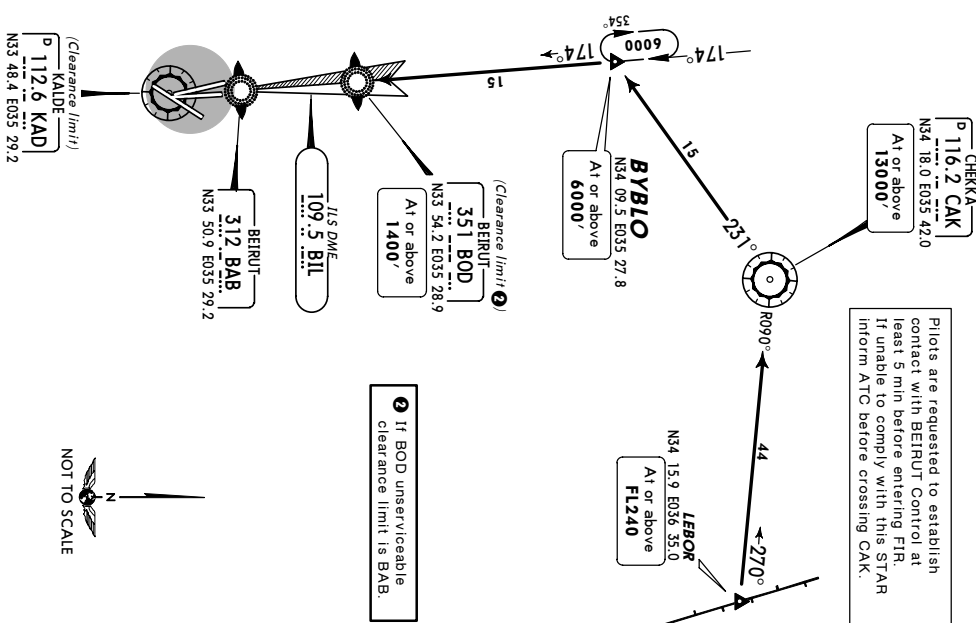 Pilots are requested to establish
contact with BEIRUT Control at
least 5 min before entering FIR.
If unable to comply with this STAR
inform ATC before crossing CAK.
CHEKKA
D 116.2 CAK
N34 18.0 E035 42.0
At or above
13000'
R090°
44
270°
LEBOR
N34 15.9 E036 35.0
At or above
FL240
231°
15
174°
354°
6000
174°
BYBLO
N34 09.5 E035 27.8
At or above
6000'
15
(Clearance limit 2)
BEIRUT
351 BOD
N33 54.2 E035 28.9
At or above
1400'
ILS DME
109.5 BIL
BEIRUT
312 BAB
N33 50.9 E035 29.2
(Clearance limit)
KALDE
D 112.6 KAD
N33 48.4 E035 29.2
2 If BOD unserviceable
clearance limit is BAB.
N
NOT TO SCALE